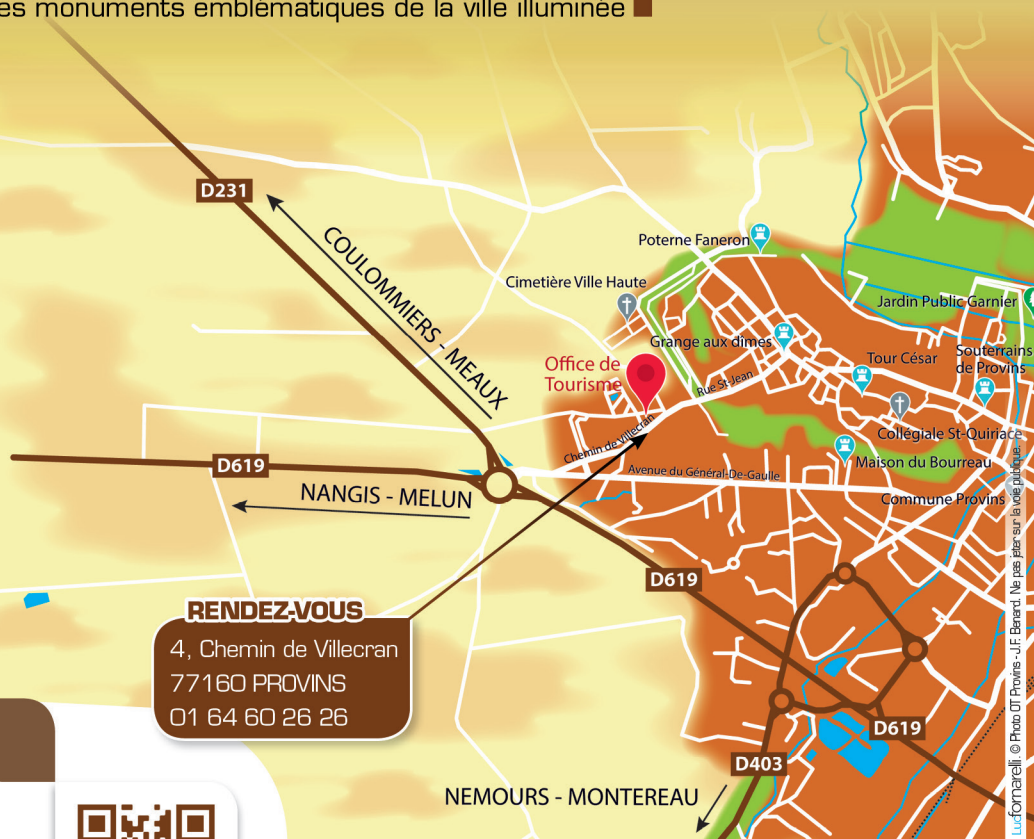 es monuments emblématiques de la ville illuminée
D231
COULOMMIERS - MEAUX
Poterne Faneron
Cimetière Ville Haute
Jardin Public Garnier
Grange aux dîmes
Office de
Tourisme
Rue St-Jean
Tour César
Souterrains
de Provins
Chemin de Villecran
Collégiale St-Quiriace
Maison du Bourreau
D619
Avenue du Général-De-Gaulle
NANGIS - MELUN
Commune Provins
D619
RENDEZ-VOUS
4, Chemin de Villecran
77160 PROVINS
01 64 60 26 26
D619
D403
NEMOURS - MONTEREAU
Ludfornarelli. © Photo OT Provins - J.F. Benard. Ne pas jeter sur la voie publique.